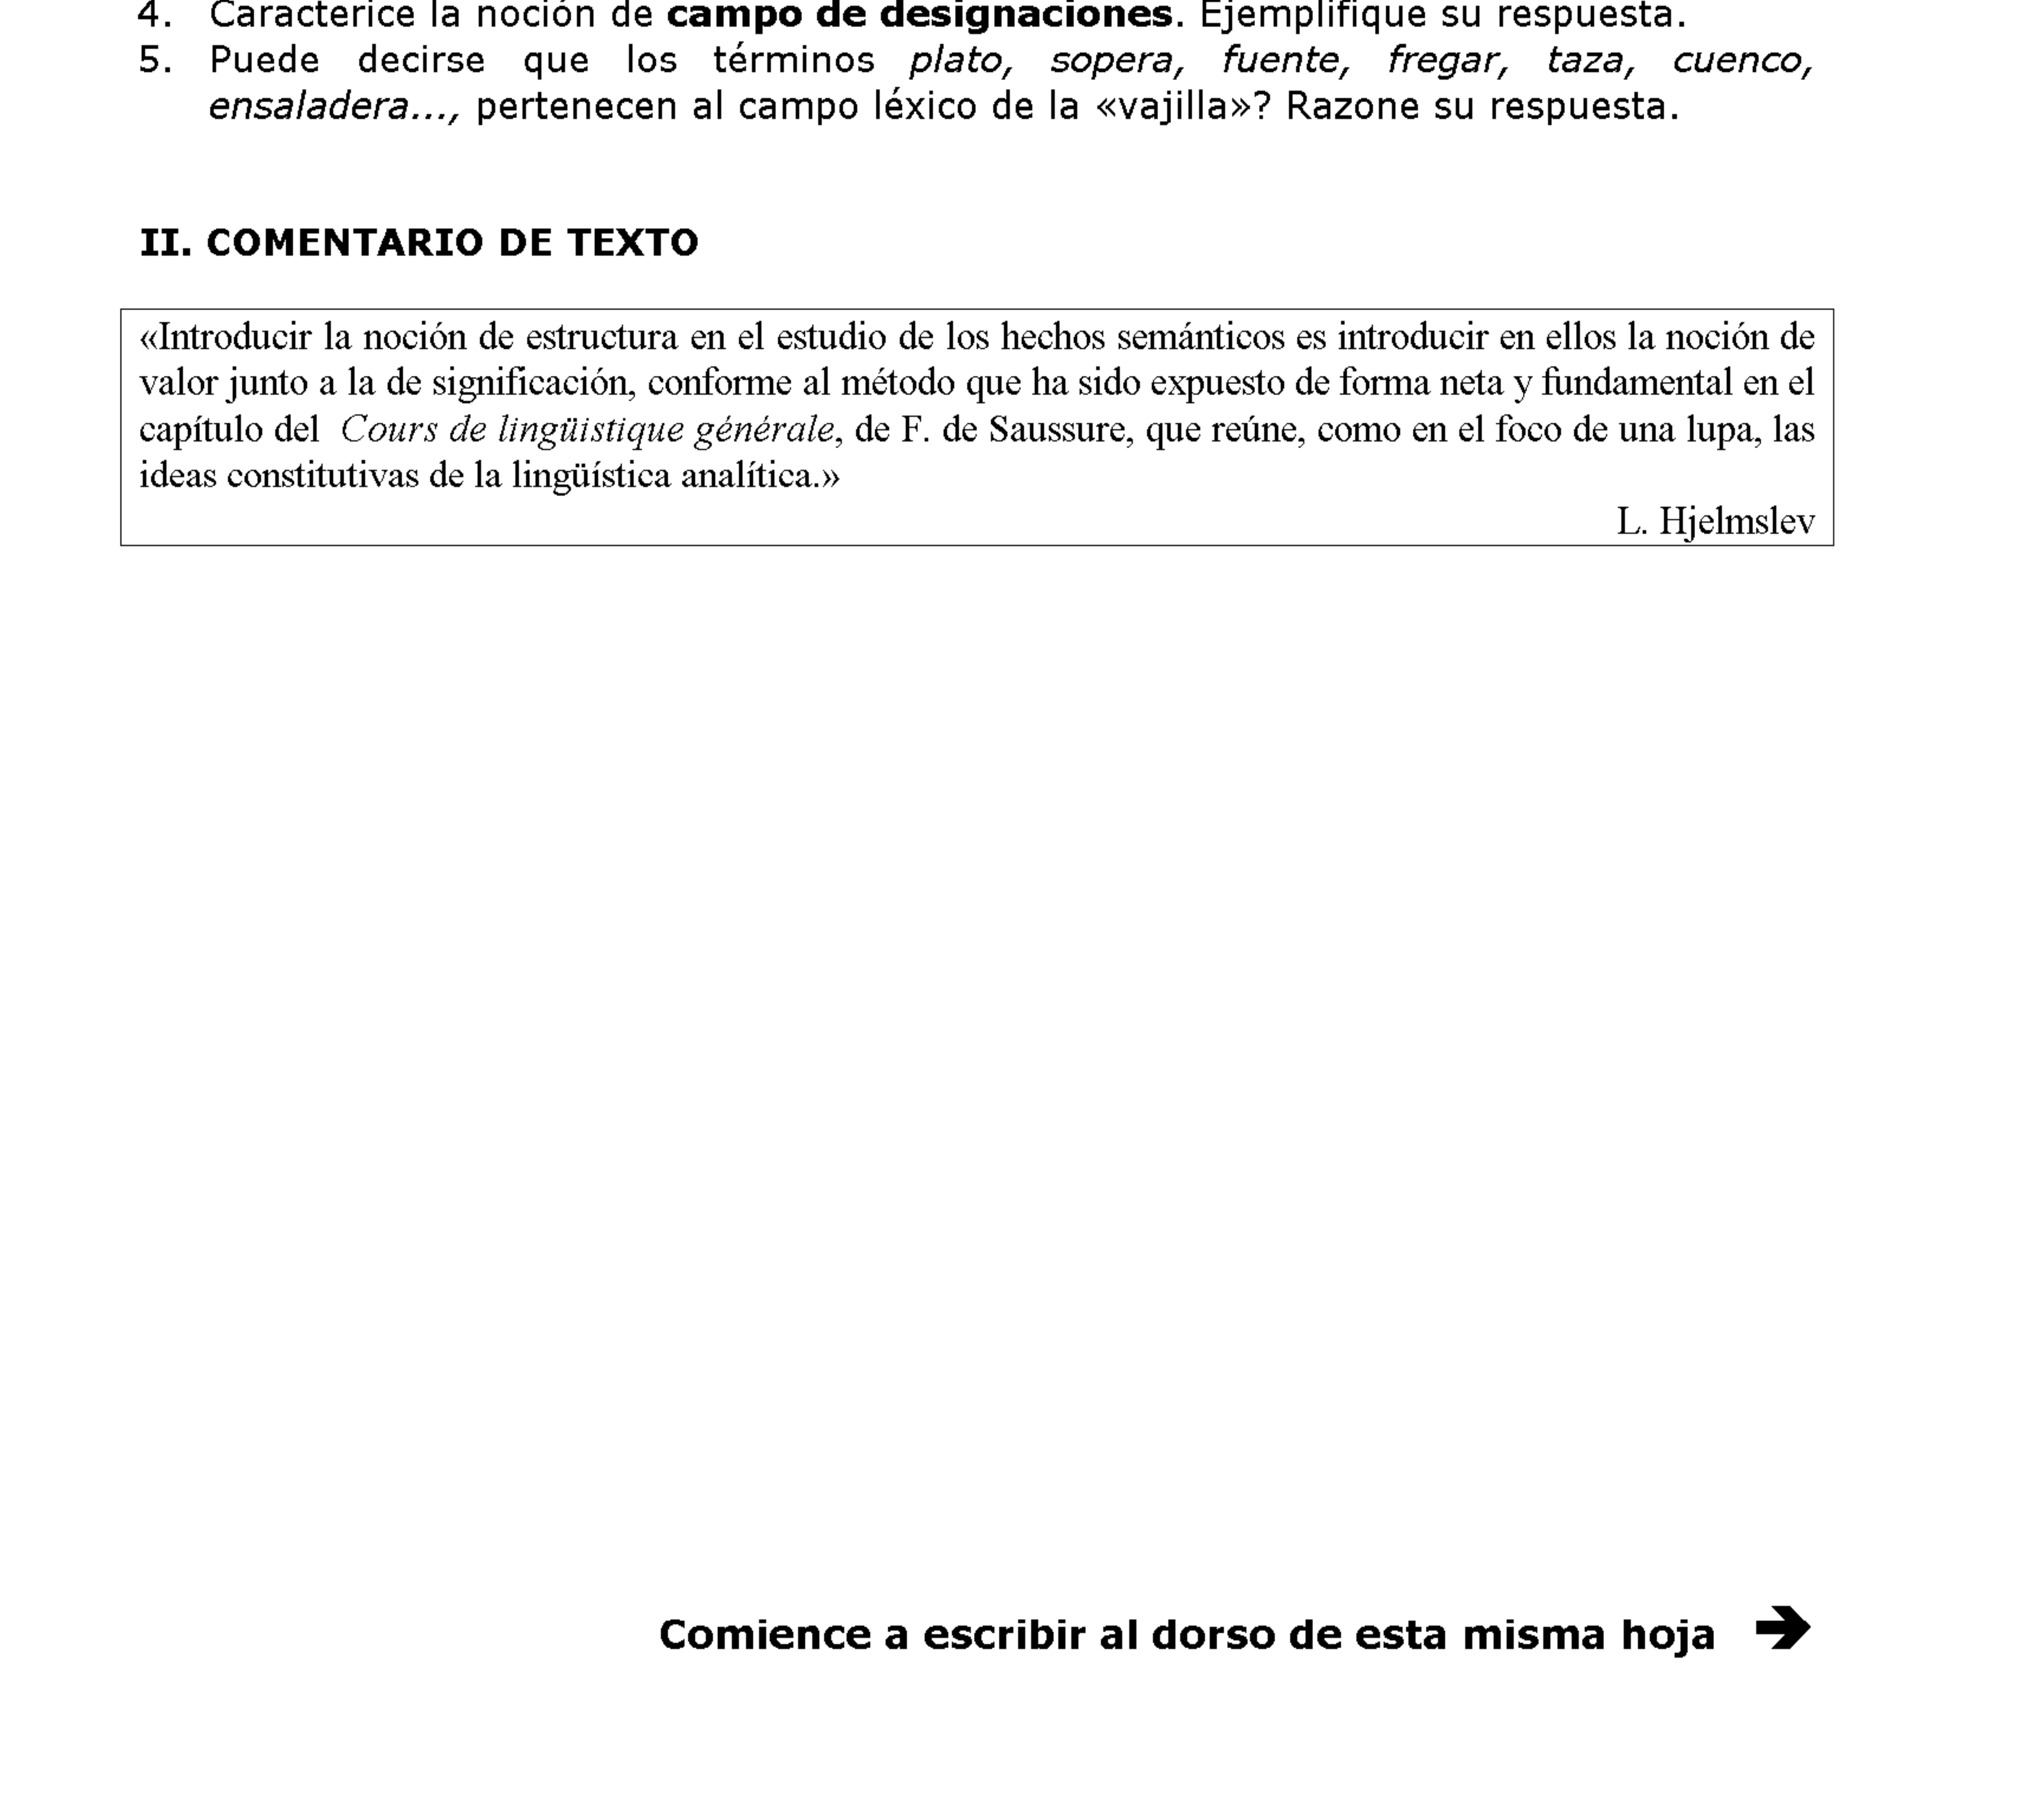 4. Caracterice la noción de campo de designaciones. Ejemplifique su respuesta.
5. Puede decirse que los términos plato, sopera, fuente, fregar, taza, cuenco,
ensaladera..., pertenecen al campo léxico de la «vajilla»? Razone su respuesta.
II. COMENTARIO DE TEXTO
«Introducir la noción de estructura en el estudio de los hechos semánticos es introducir en ellos la noción de
valor junto a la de significación, conforme al método que ha sido expuesto de forma neta y fundamental en el
capítulo del Cours de lingüistique générale, de F. de Saussure, que reúne, como en el foco de una lupa, las
ideas constitutivas de la lingüística analítica.»
L. Hjelmslev
Comience a escribir al dorso de esta misma hoja →